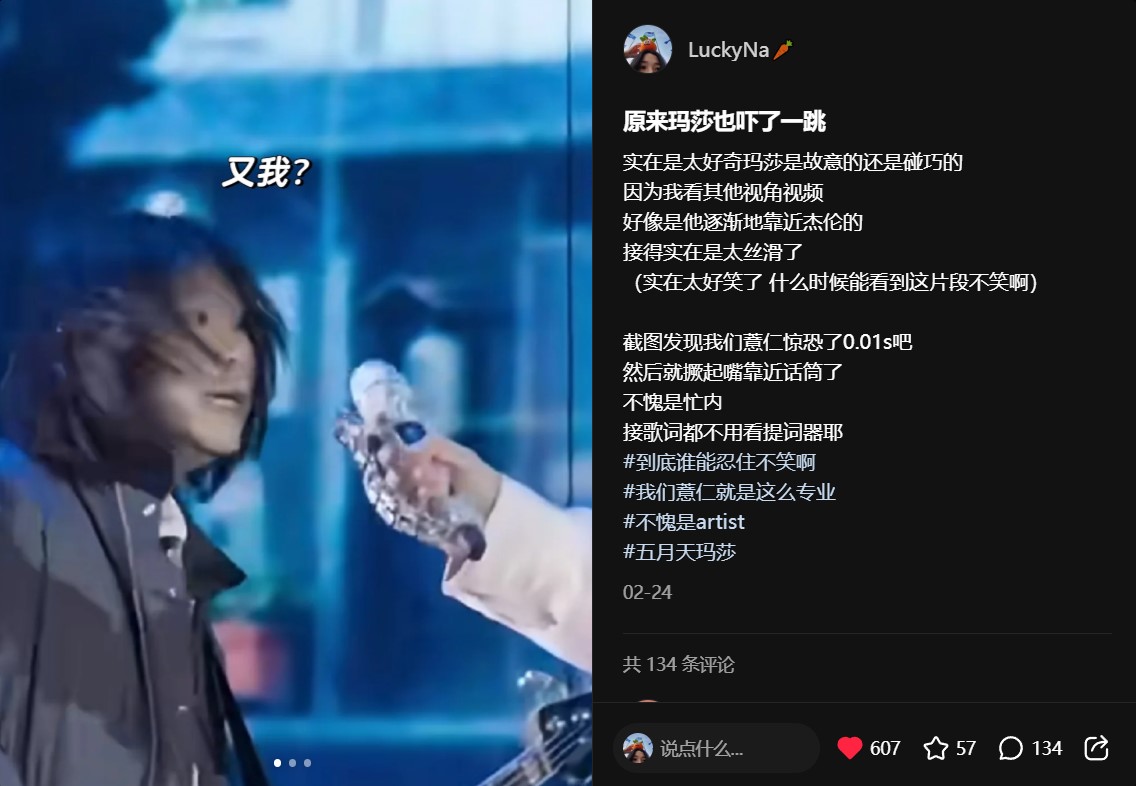 又我?
LuckyNa🥕
原来玛莎也吓了一跳
实在是太好奇玛莎是故意的还是碰巧的
因为我看其他视角视频
好像是他逐渐地靠近杰伦的
接得实在是太丝滑了
（实在太好笑了 什么时候能看到这片段不笑啊）
截图发现我们薏仁惊恐了0.01s吧
然后就撅起嘴靠近话筒了
不愧是忙内
接歌词都不用看提词器耶
#到底谁能忍住不笑啊
#我们薏仁就是这么专业
#不愧是artist
#五月天玛莎
02-24
共 134 条评论
说点什么...
607
57
134